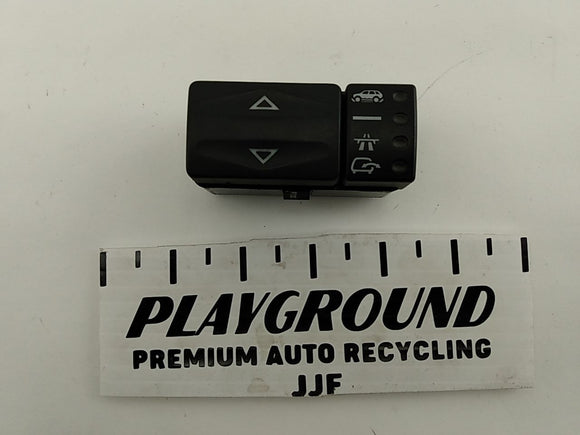 PLAYGROUND
PREMIUM AUTO RECYCLING
JJF